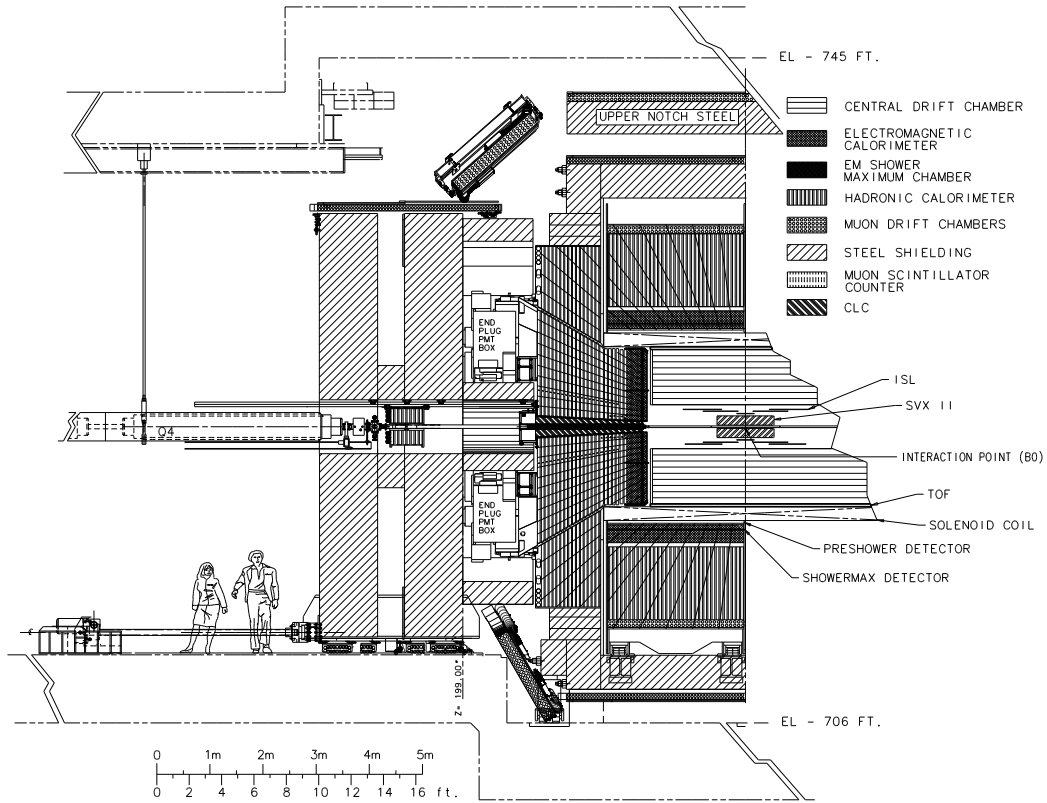 EL - 745 FT.
CENTRAL DRIFT CHAMBER
ELECTROMAGNETIC
CALORIMETER
EM SHOWER
MAXIMUM CHAMBER
HADRONIC CALORIMETER
MUON DRIFT CHAMBERS
STEEL SHIELDING
MUON SCINTILLATOR
COUNTER
CLC
UPPER NOTCH STEEL
END
PLUG
PMT
BOX
ISL
SVX II
Q4
INTERACTION POINT (B0)
END
PLUG
PMT
BOX
TOF
SOLENOID COIL
PRESHOWER DETECTOR
SHOWERMAX DETECTOR
Z= 199.00"
EL - 706 FT.
0 1m 2m 3m 4m 5m
0 2 4 6 8 10 12 14 16 ft.